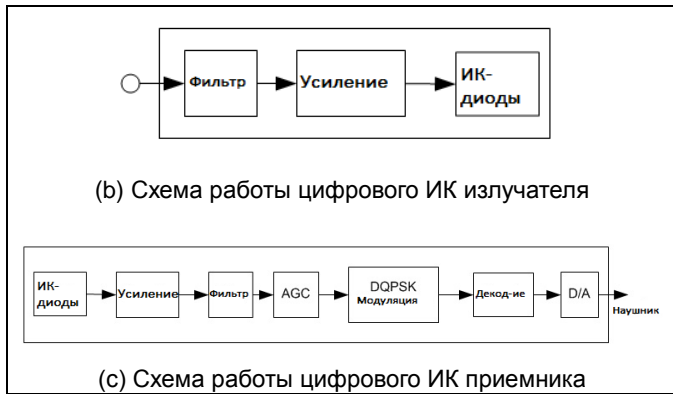 Фильтр
Усиление
ИК-
диоды
(b) Схема работы цифрового ИК излучателя
ИК-
диоды
Усиление
Фильтр
AGC
DQPSK
Модуляция
Декод-ие
D/A
Наушник
(c) Схема работы цифрового ИК приемника